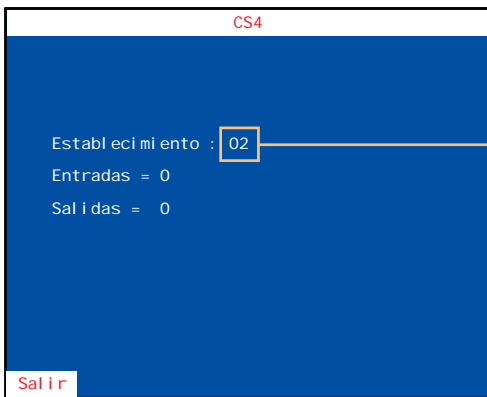 CS4
Establecimiento : 02
Entradas = 0
Salidas = 0
Salir